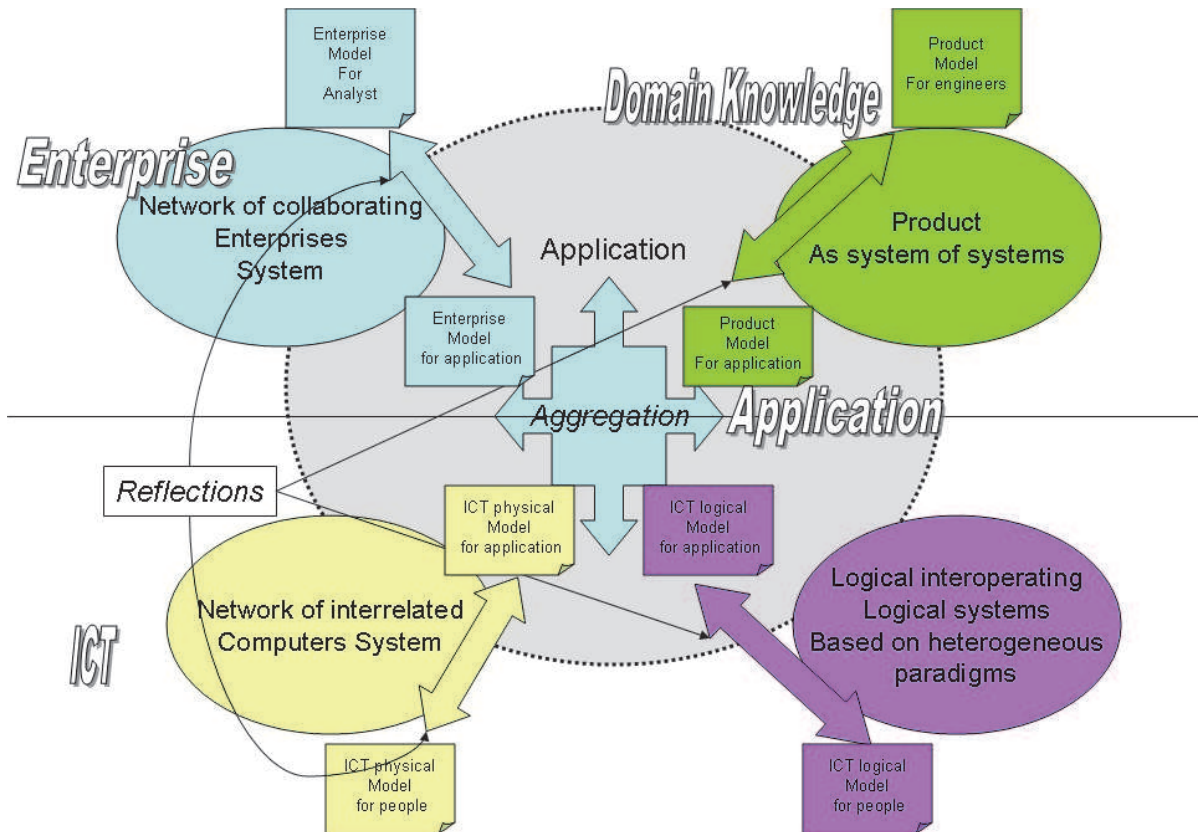 Enterprise
Model
For
Analyst
Product
Model
For engineers
Domain Knowledge
Enterprise
Network of collaborating
Enterprises
System
Application
Product
As system of systems
Enterprise
Model
for application
Product
Model
For application
Aggregation
Application
Reflections
ICT physical
Model
for application
ICT logical
Model
for application
Network of interrelated
Computers System
Logical interoperating
Logical systems
Based on heterogeneous
paradigms
ICT
ICT physical
Model
for people
ICT logical
Model
for people